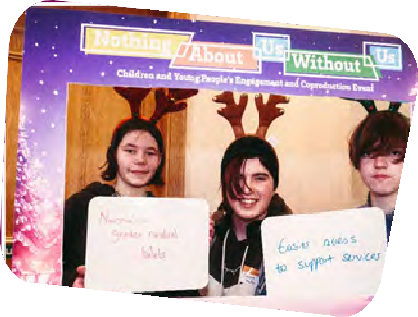 Nothing About Us Without Us
Children and Young People's Engagement and Coproduction Event
gender neutral
toilets
Easier access
to support services